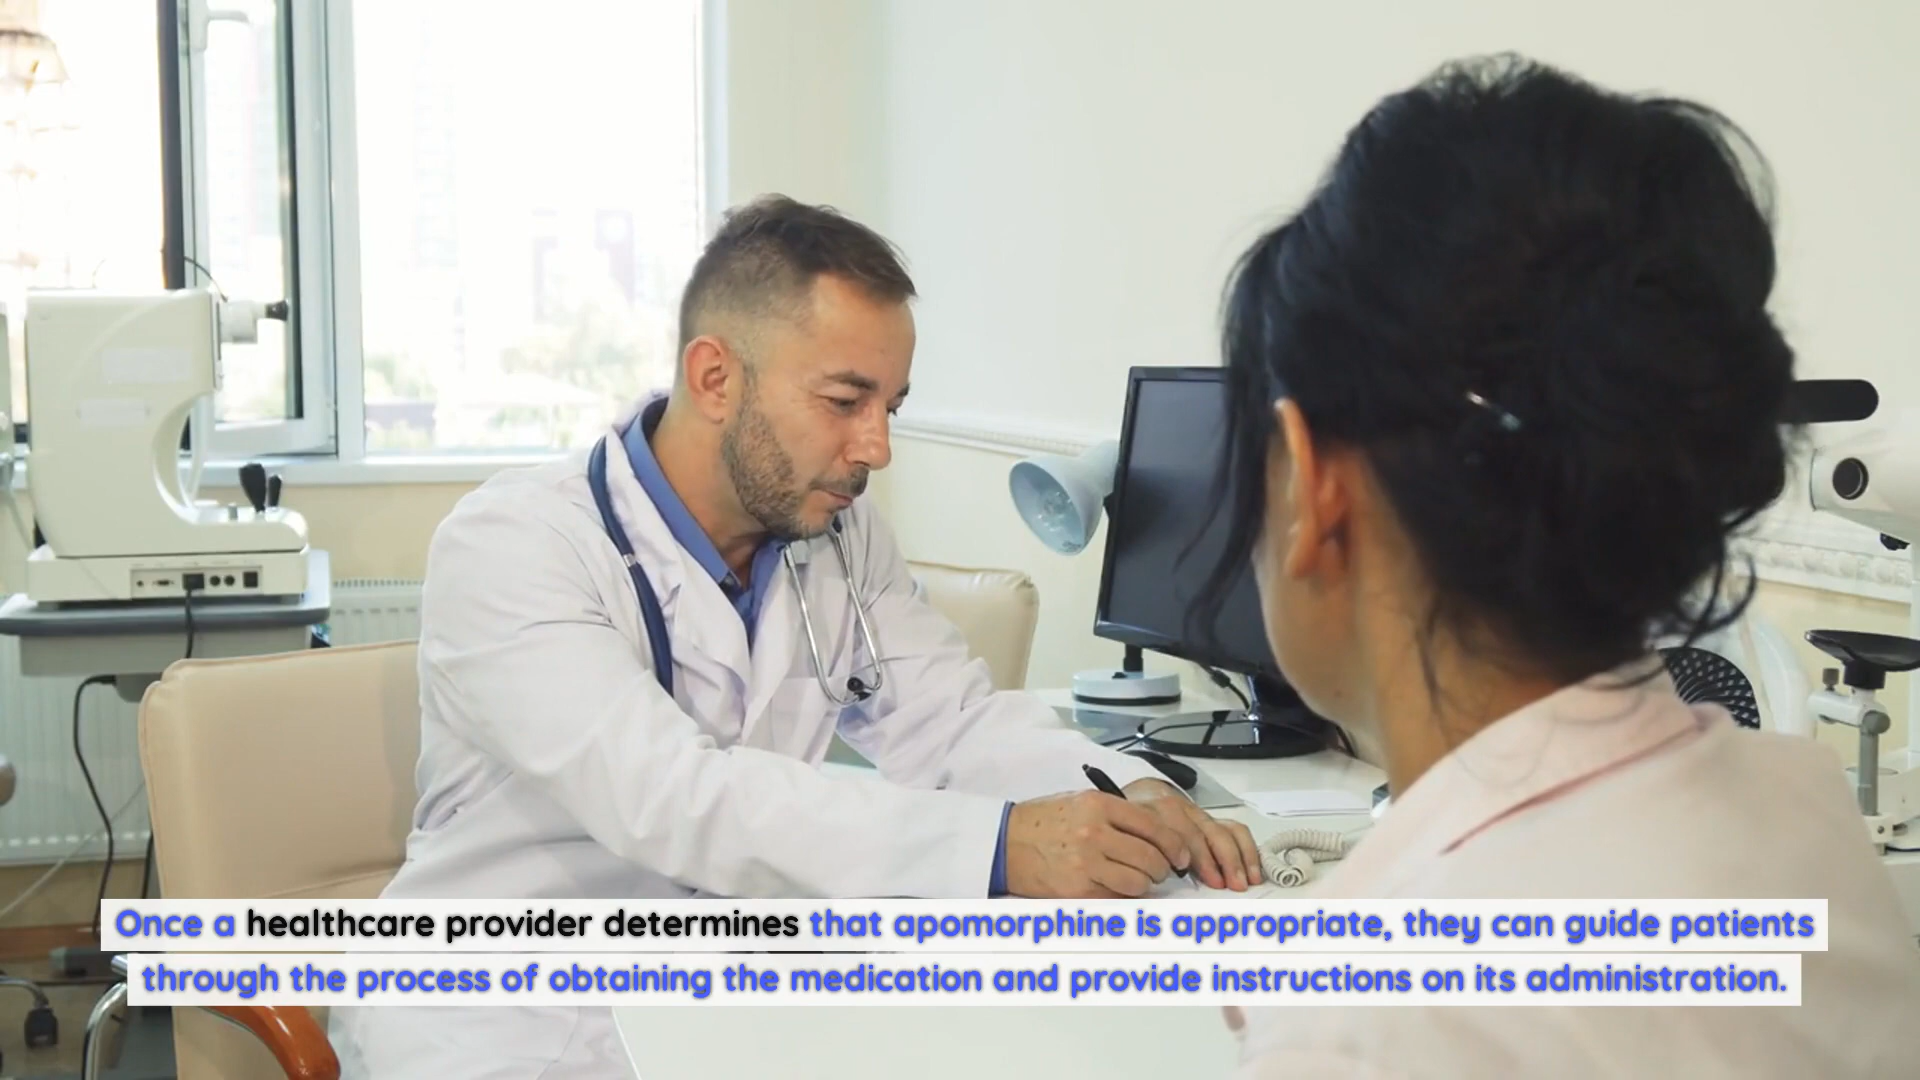 Once a healthcare provider determines that apomorphine is appropriate, they can guide patients
through the process of obtaining the medication and provide instructions on its administration.